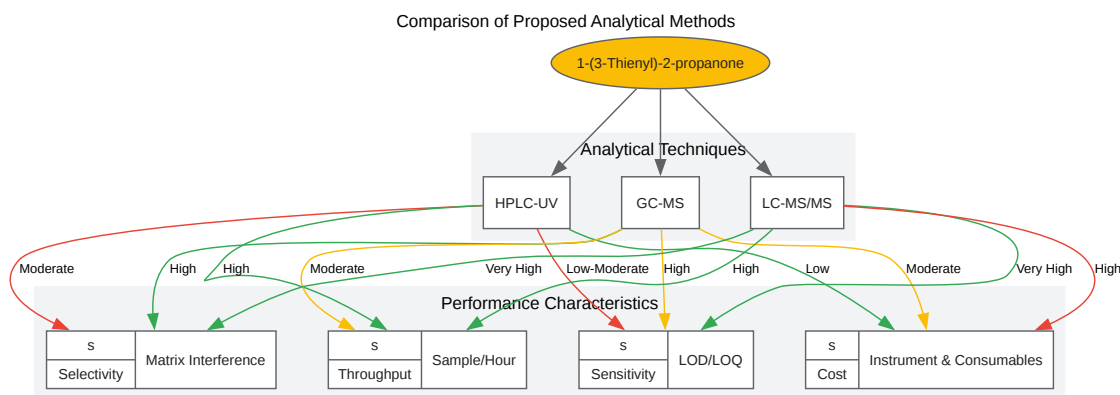 Comparison of Proposed Analytical Methods
1-(3-Thienyl)-2-propanone
Analytical Techniques
HPLC-UV
GC-MS
LC-MS/MS
Moderate
High
High
Moderate
Very High
Low-Moderate
High
High
Low
Moderate
Very High
High
Performance Characteristics
s
Selectivity
Matrix Interference
s
Throughput
Sample/Hour
s
Sensitivity
LOD/LOQ
s
Cost
Instrument & Consumables